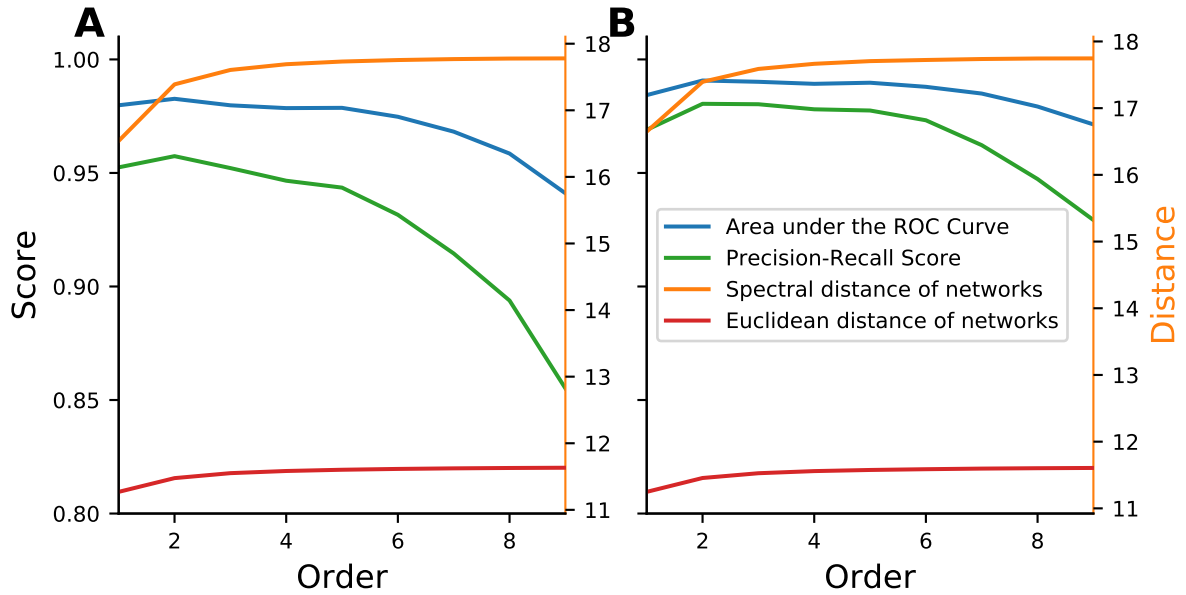 A
B
Score
1.00
0.95
0.90
0.85
0.80
18
17
16
15
14
13
12
11
2 4 6 8
Order
Area under the ROC Curve
Precision-Recall Score
Spectral distance of networks
Euclidean distance of networks
18
17
16
15
14
13
12
11
Distance
2 4 6 8
Order